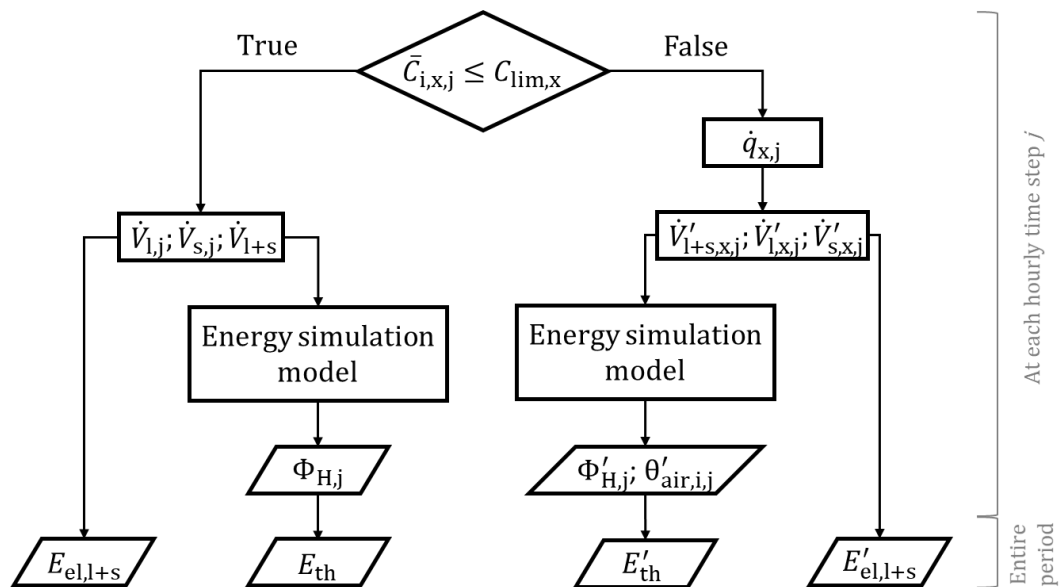 True
False
C̄i,x,j ≤ Clim,x
q̇x,j
V̇l,j; V̇s,j; V̇l+s
V̇′l+s,x,j; V̇′l,x,j; V̇′s,x,j
Energy simulation
model
Energy simulation
model
ΦH,j
Φ′H,j; θ′air,i,j
Eel,l+s
Eth
E′th
E′el,l+s
At each hourly time step j
Entire
period